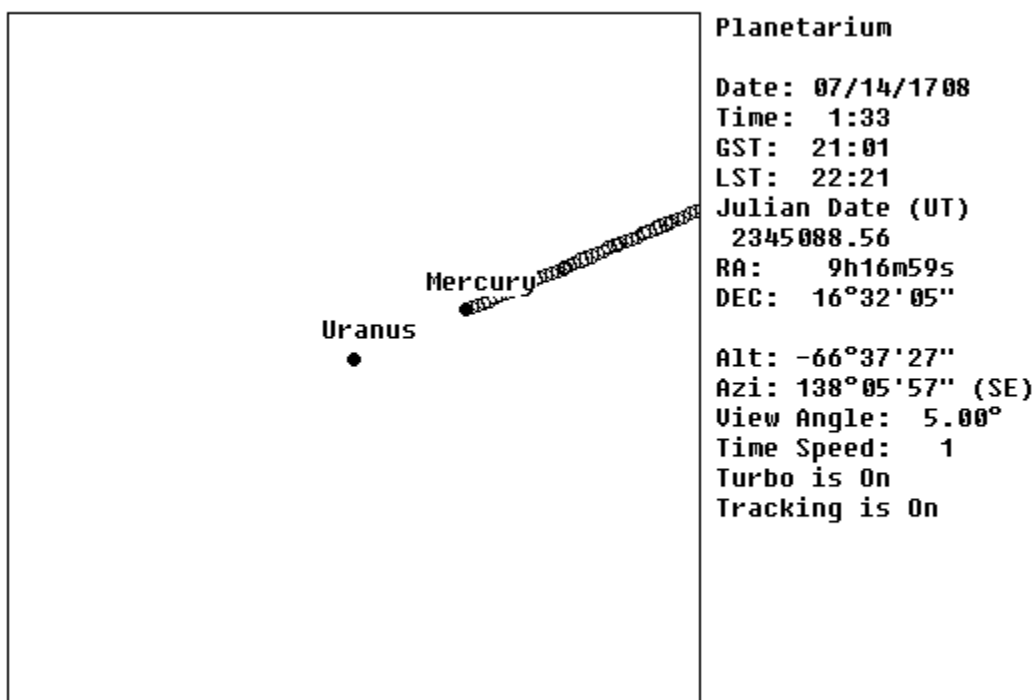 Planetarium
Date: 07/14/1708
Time: 1:33
GST: 21:01
LST: 22:21
Julian Date (UT)
2345088.56
RA: 9h16m59s
DEC: 16°32'05"
Alt: -66°37'27"
Azi: 138°05'57" (SE)
View Angle: 5.00°
Time Speed: 1
Turbo is On
Tracking is On
Mercury
Uranus